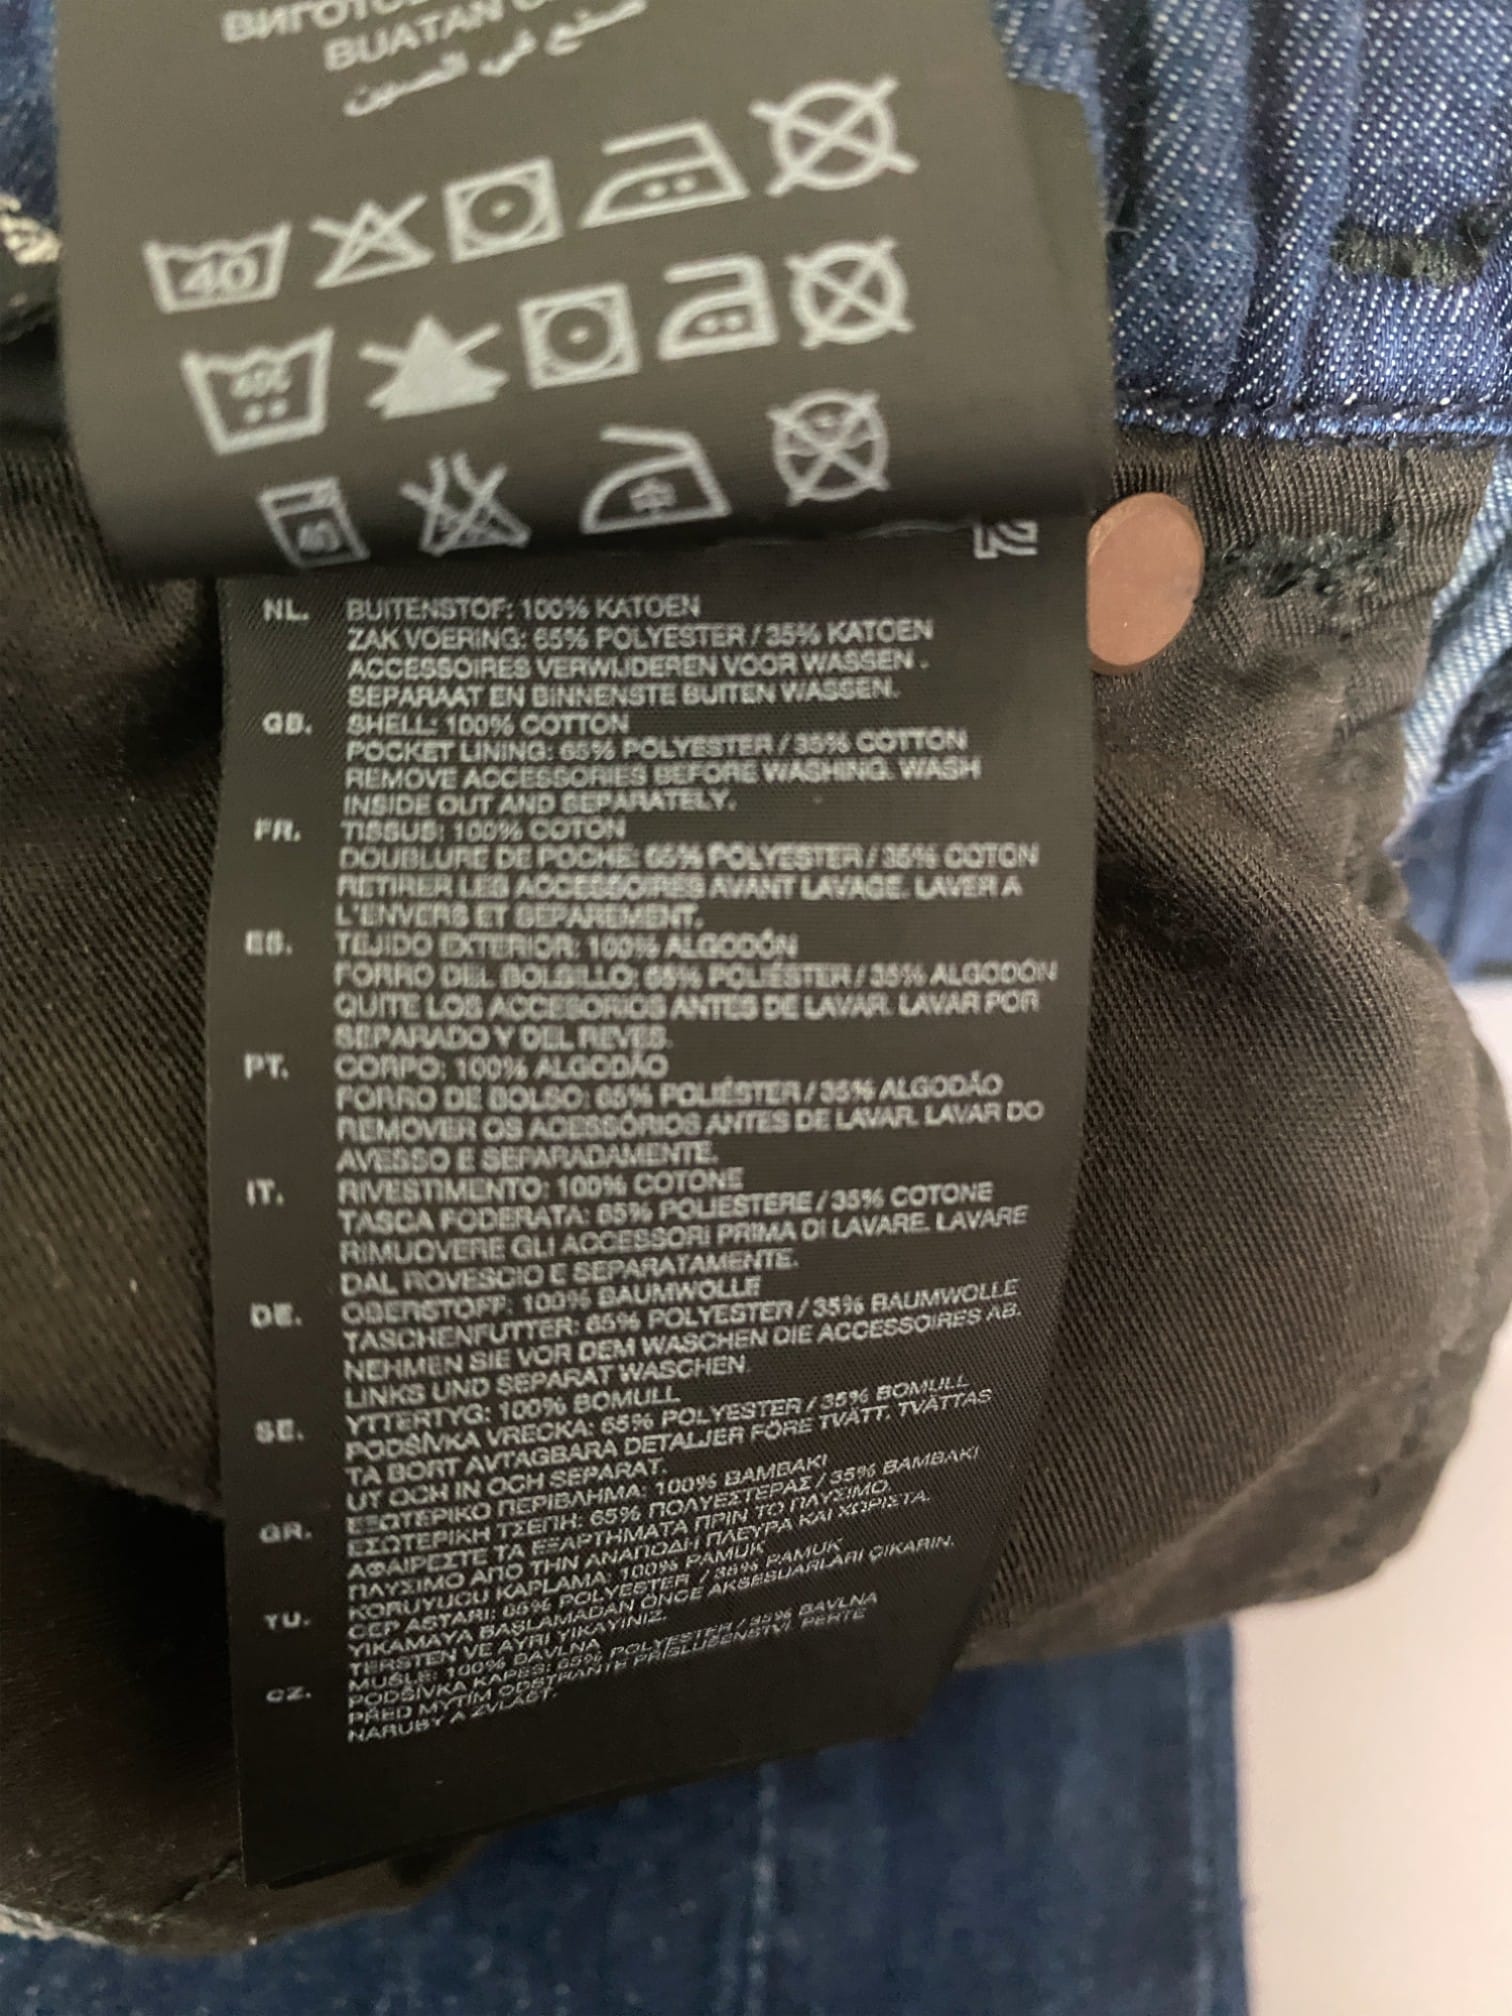 BUATAN
صنع في الصين
40
40
NL. BUITENSTOF: 100% KATOEN
ZAK VOERING: 65% POLYESTER / 35% KATOEN
ACCESSOIRES VERWIJDEREN VOOR WASSEN .
SEPARAAT EN BINNENSTE BUITEN WASSEN.
GB. SHELL: 100% COTTON
POCKET LINING: 65% POLYESTER / 35% COTTON
REMOVE ACCESSORIES BEFORE WASHING. WASH
INSIDE OUT AND SEPARATELY.
FR. TISSUS: 100% COTON
DOUBLURE DE POCHE: 65% POLYESTER / 35% COTON
RETIRER LES ACCESSOIRES AVANT LAVAGE. LAVER A
L'ENVERS ET SEPAREMENT.
ES. TEJIDO EXTERIOR: 100% ALGODÓN
FORRO DEL BOLSILLO: 65% POLIÉSTER / 35% ALGODÓN
QUITE LOS ACCESORIOS ANTES DE LAVAR. LAVAR POR
SEPARADO Y DEL REVES.
PT. CORPO: 100% ALGODÃO
FORRO DE BOLSO: 65% POLIÉSTER / 35% ALGODÃO
REMOVER OS ACESSÓRIOS ANTES DE LAVAR. LAVAR DO
AVESSO E SEPARADAMENTE.
IT. RIVESTIMENTO: 100% COTONE
TASCA FODERATA: 65% POLIESTERE / 35% COTONE
RIMUOVERE GLI ACCESSORI PRIMA DI LAVARE. LAVARE
DAL ROVESCIO E SEPARATAMENTE.
DE. OBERSTOFF: 100% BAUMWOLLE
TASCHENFUTTER: 65% POLYESTER / 35% BAUMWOLLE
NEHMEN SIE VOR DEM WASCHEN DIE ACCESSOIRES AB.
LINKS UND SEPARAT WASCHEN.
SE. YTTERTYG: 100% BOMULL
PODŠÍVKA VRECKA: 65% POLYESTER / 35% BOMULL
TA BORT AVTAGBARA DETALJER FÖRE TVÄTT. TVÄTTAS
UT OCH IN OCH SEPARAT.
GR. ΕΞΩΤΕΡΙΚΟ ΠΕΡΙΒΛΗΜΑ: 100% ΒΑΜΒΑΚΙ
ΕΣΩΤΕΡΙΚΗ ΤΣΕΠΗ: 65% ΠΟΛΥΕΣΤΕΡΑΣ / 35% ΒΑΜΒΑΚΙ
ΑΦΑΙΡΕΣΤΕ ΤΑ ΕΞΑΡΤΗΜΑΤΑ ΠΡΙΝ ΤΟ ΠΛΥΣΙΜΟ.
ΠΛΥΣΙΜΟ ΑΠΟ ΤΗΝ ΑΝΑΠΟΔΗ ΠΛΕΥΡΑ ΚΑΙ ΧΩΡΙΣΤΑ.
TU. KORUYUCU KAPLAMA: 100% PAMUK
CEP ASTARI: 65% POLYESTER / 35% PAMUK
YIKAMAYA BAŞLAMADAN ÖNCE AKSESUARLARI ÇIKARIN.
TERSTEN VE AYRI YIKAYINIZ.
CZ. MUŠLE: 100% BAVLNA
PODŠÍVKA KAPES: 65% POLYESTER / 35% BAVLNA
PŘED MYTÍM ODSTRANTE PŘÍSLUŠENSTVÍ. PERTE
NARUBY A ZVLÁŠT.